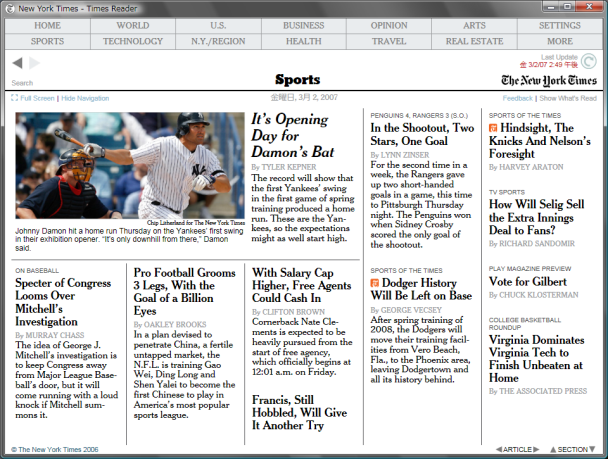 New York Times - Times Reader
HOME WORLD U.S. BUSINESS OPINION ARTS SETTINGS
SPORTS TECHNOLOGY N.Y./REGION HEALTH TRAVEL REAL ESTATE MORE
Last Update
金 3/2/07 2:49 午後
Search
Sports
The New York Times
Full Screen | Hide Navigation
金曜日, 3月 2, 2007
Feedback | Show What's Read
Chip Litherland for The New York Times
Johnny Damon hit a home run Thursday on the Yankees' first swing
in their exhibition opener. "It's only downhill from there," Damon
said.
It's Opening
Day for
Damon's Bat
By TYLER KEPNER
The record will show that
the first Yankees' swing
in the first game of spring
training produced a home
run. These are the Yan-
kees, so the expectations
might as well start high.
PENGUINS 4, RANGERS 3 (S.O.)
In the Shootout, Two
Stars, One Goal
By LYNN ZINSER
For the second time in a
week, the Rangers gave
up two short-handed
goals in a game, this time
to Pittsburgh Thursday
night. The Penguins won
when Sidney Crosby
scored the only goal of
the shootout.
SPORTS OF THE TIMES
Hindsight, The
Knicks And Nelson's
Foresight
By HARVEY ARATON
TV SPORTS
How Will Selig Sell
the Extra Innings
Deal to Fans?
By RICHARD SANDOMIR
ON BASEBALL
Specter of Congress
Looms Over
Mitchell's
Investigation
By MURRAY CHASS
The idea of George J.
Mitchell's investigation is
to keep Congress away
from Major League Base-
ball's door, but it will
come running with a loud
knock if Mitchell sum-
mons it.
Pro Football Grooms
3 Legs, With the
Goal of a Billion
Eyes
By OAKLEY BROOKS
In a plan devised to
penetrate China, a fertile
untapped market, the
N.F.L. is training Gao
Wei, Ding Long and
Shen Yalei to become the
first Chinese to play in
America's most popular
sports league.
With Salary Cap
Higher, Free Agents
Could Cash In
By CLIFTON BROWN
Cornerback Nate Cle-
ments is expected to be
heavily pursued from the
start of free agency,
which officially begins at
12:01 a.m. on Friday.
Francis, Still
Hobbled, Will Give
It Another Try
SPORTS OF THE TIMES
Dodger History
Will Be Left on Base
By GEORGE VECSEY
After spring training of
2008, the Dodgers will
move their training facil-
ities from Vero Beach,
Fla., to the Phoenix area,
leaving Dodgertown and
all its history behind.
PLAY MAGAZINE PREVIEW
Vote for Gilbert
By CHUCK KLOSTERMAN
COLLEGE BASKETBALL
ROUNDUP
Virginia Dominates
Virginia Tech to
Finish Unbeaten at
Home
By THE ASSOCIATED PRESS
© The New York Times 2006
ARTICLE SECTION